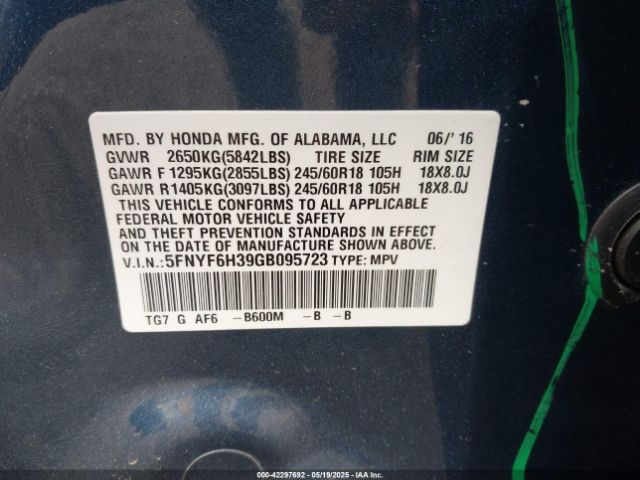 MFD. BY HONDA MFG. OF ALABAMA, LLC 06/' 16
GVWR 2650KG(5842LBS) TIRE SIZE RIM SIZE
GAWR F 1295KG(2855LBS) 245/60R18 105H 18X8.0J
GAWR R1405KG(3097LBS) 245/60R18 105H 18X8.0J
THIS VEHICLE CONFORMS TO ALL APPLICABLE
FEDERAL MOTOR VEHICLE SAFETY
AND THEFT PREVENTION STANDARDS IN EFFECT
ON THE DATE OF MANUFACTURE SHOWN ABOVE.
V.I.N.:5FNYF6H39GB095723 TYPE: MPV
TG7 G AF6 -B600M -B -B
000-42297692 - 05/19/2025 - IAA Inc.